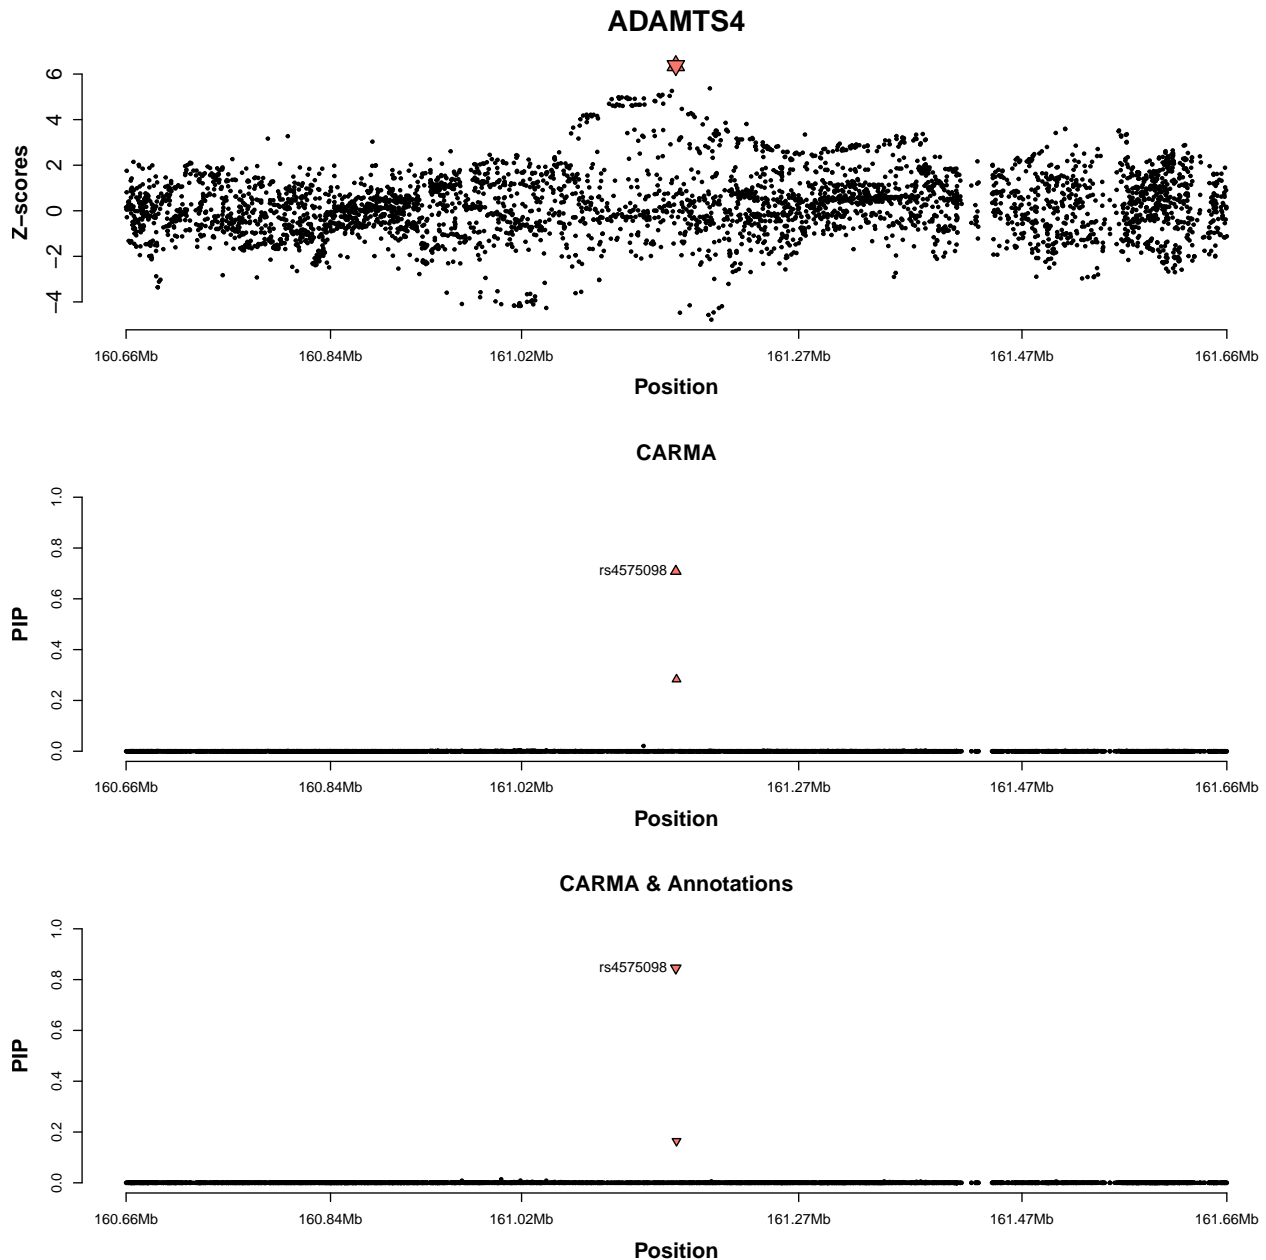 ADAMTS4
6
4
2
0
−2
−4
Z−scores
160.66Mb 160.84Mb 161.02Mb 161.27Mb 161.47Mb 161.66Mb
Position
CARMA
1.0
0.8
0.6
0.4
0.2
0.0
PIP
rs4575098
160.66Mb 160.84Mb 161.02Mb 161.27Mb 161.47Mb 161.66Mb
Position
CARMA & Annotations
1.0
0.8
0.6
0.4
0.2
0.0
PIP
rs4575098
160.66Mb 160.84Mb 161.02Mb 161.27Mb 161.47Mb 161.66Mb
Position